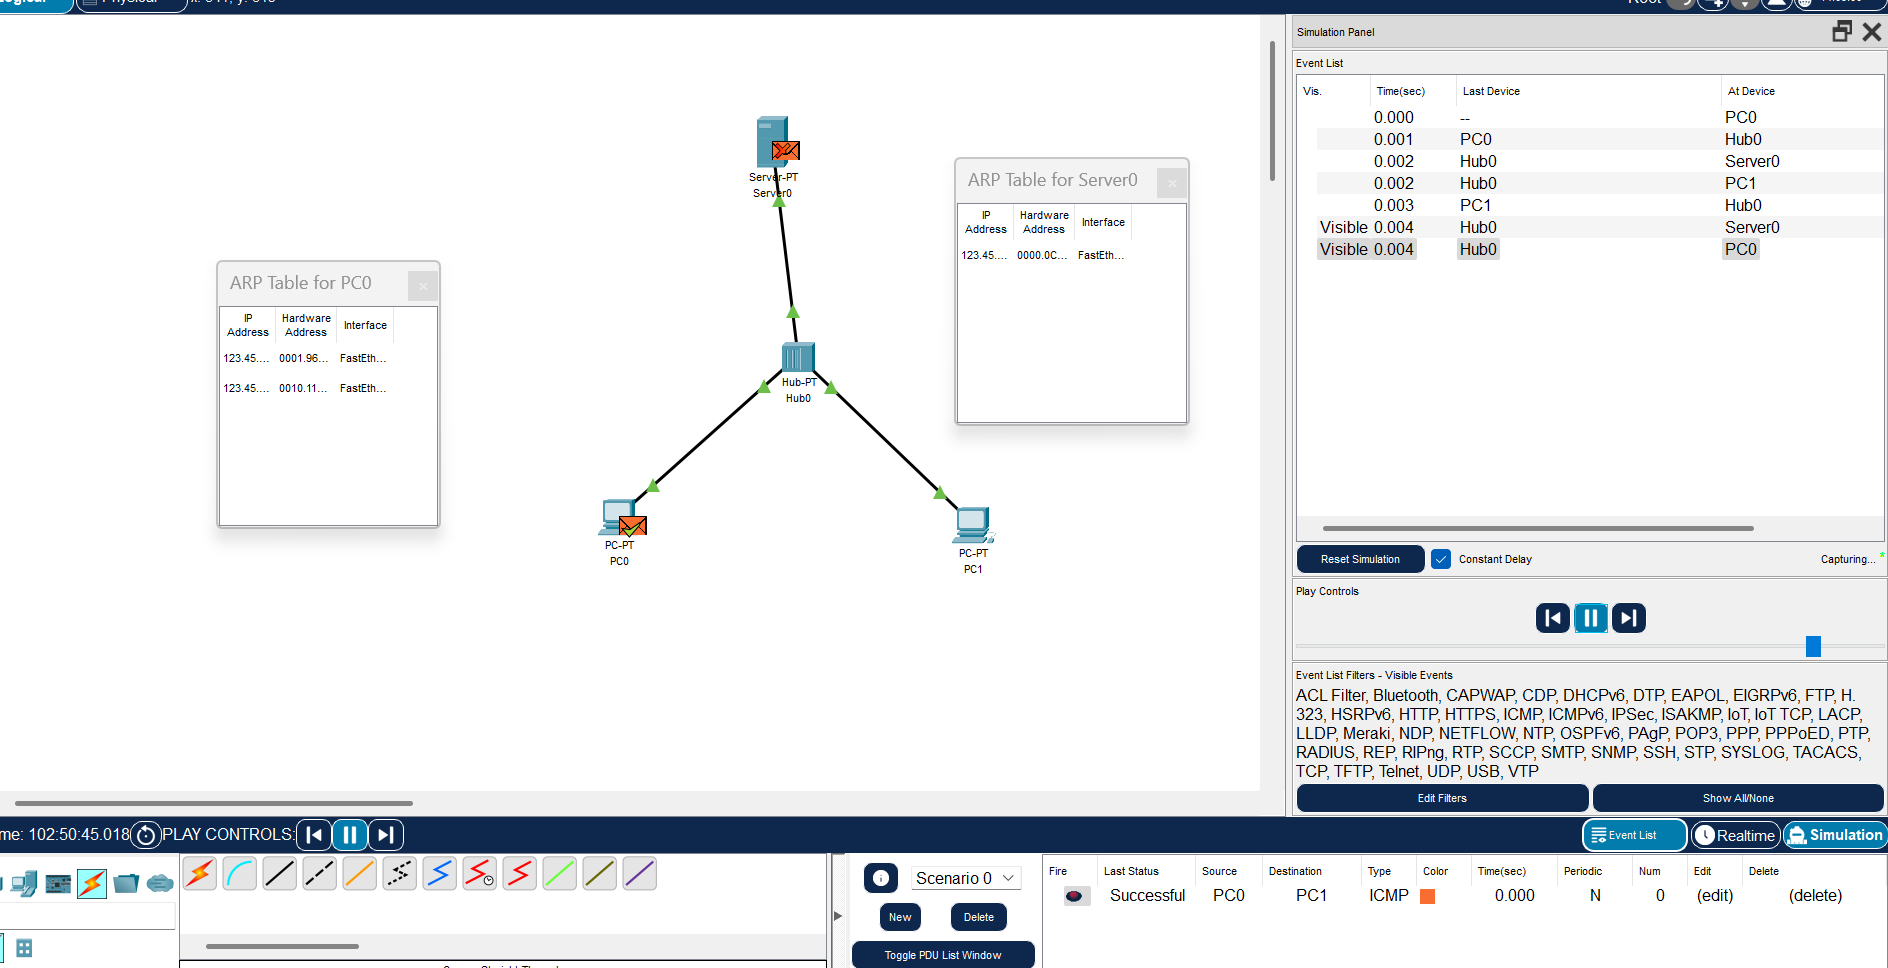 Simulation Panel
Event List
Vis. Time(sec) Last Device At Device
0.000 -- PC0
0.001 PC0 Hub0
0.002 Hub0 Server0
0.002 Hub0 PC1
0.003 PC1 Hub0
Visible 0.004 Hub0 Server0
Visible 0.004 Hub0 PC0
Reset Simulation Constant Delay Capturing... *
Play Controls
Event List Filters - Visible Events
ACL Filter, Bluetooth, CAPWAP, CDP, DHCPv6, DTP, EAPOL, EIGRPv6, FTP, H.
323, HSRPv6, HTTP, HTTPS, ICMP, ICMPv6, IPSec, ISAKMP, IoT, IoT TCP, LACP,
LLDP, Meraki, NDP, NETFLOW, NTP, OSPFv6, PAgP, POP3, PPP, PPPoED, PTP,
RADIUS, REP, RIPng, RTP, SCCP, SMTP, SNMP, SSH, STP, SYSLOG, TACACS,
TCP, TFTP, Telnet, UDP, USB, VTP
Edit Filters Show All/None
Server-PT
Server0
ARP Table for Server0
IP Address Hardware Address Interface
123.45.... 0000.0C... FastEth...
ARP Table for PC0
IP Address Hardware Address Interface
123.45.... 0001.96... FastEth...
123.45.... 0010.11... FastEth...
Hub-PT
Hub0
PC-PT
PC0
PC-PT
PC1
me: 102:50:45.018 PLAY CONTROLS: Event List Realtime Simulation
Scenario 0
New Delete
Toggle PDU List Window
Fire Last Status Source Destination Type Color Time(sec) Periodic Num Edit Delete
Successful PC0 PC1 ICMP 0.000 N 0 (edit) (delete)